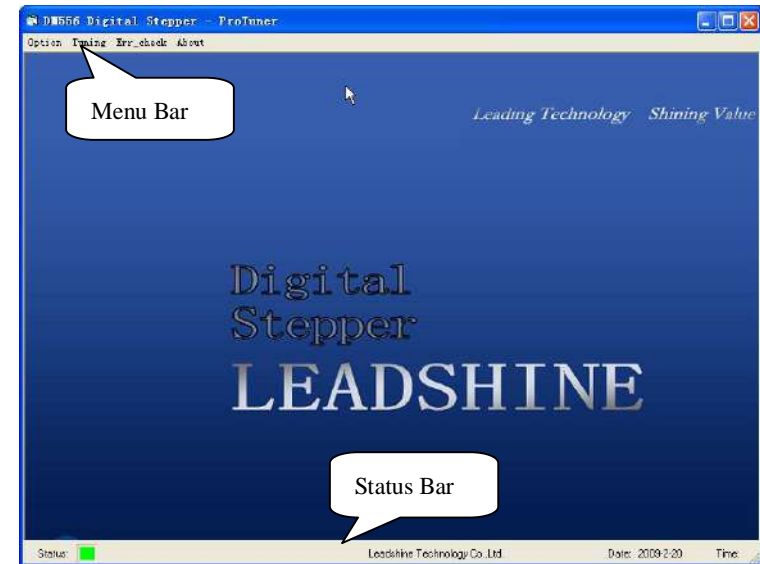 DM556 Digital Stepper - ProTuner
Option Tuning Err_check About
Menu Bar
Leading Technology Shining Value
Digital
Stepper
LEADSHINE
Status Bar
Status: Leadshine Technology Co.,Ltd. Date: 2009-2-20 Time: